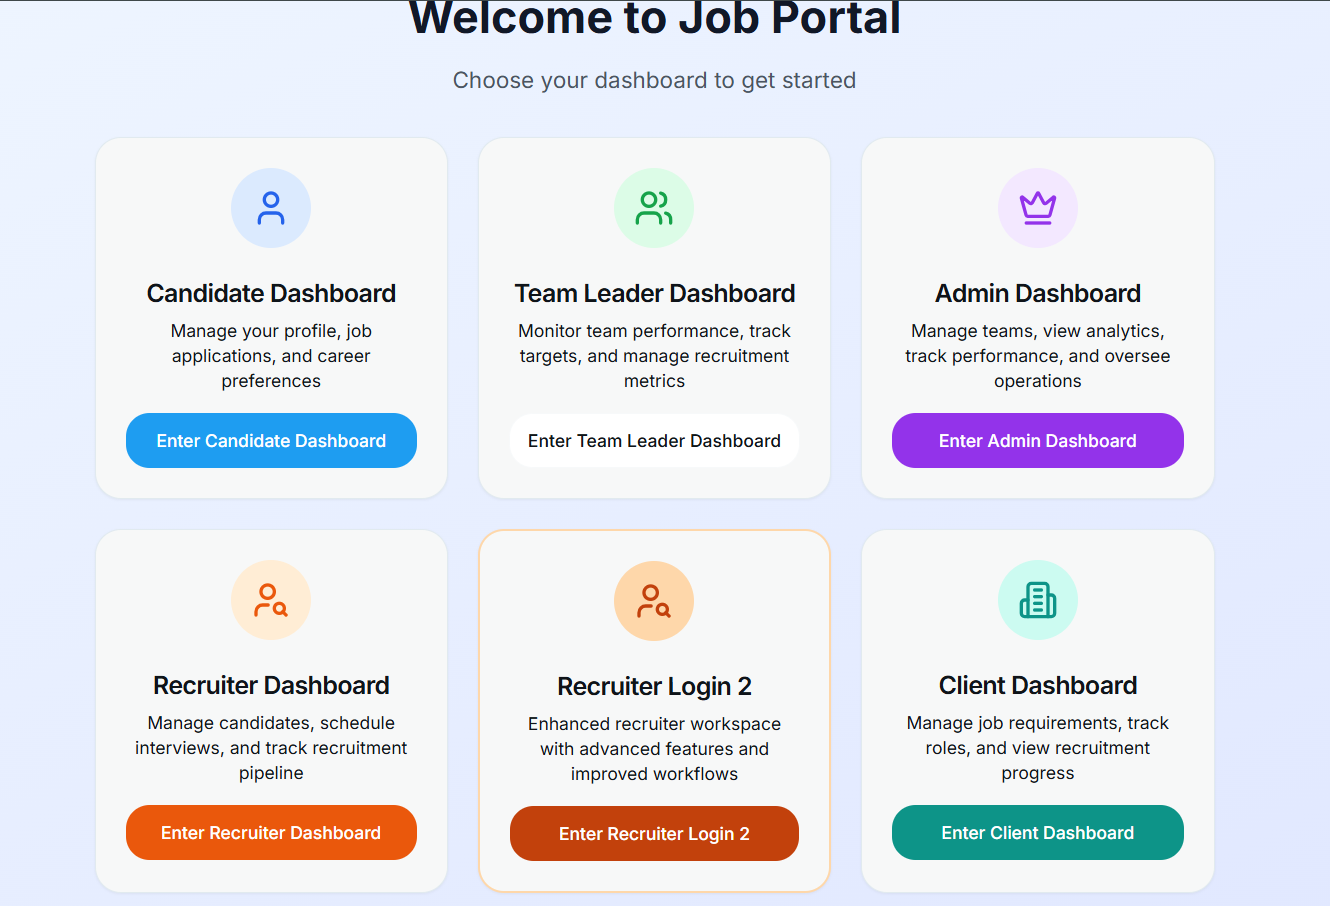 Welcome to Job Portal
Choose your dashboard to get started
Candidate Dashboard
Manage your profile, job
applications, and career
preferences
Enter Candidate Dashboard
Team Leader Dashboard
Monitor team performance, track
targets, and manage recruitment
metrics
Enter Team Leader Dashboard
Admin Dashboard
Manage teams, view analytics,
track performance, and oversee
operations
Enter Admin Dashboard
Recruiter Dashboard
Manage candidates, schedule
interviews, and track recruitment
pipeline
Enter Recruiter Dashboard
Recruiter Login 2
Enhanced recruiter workspace
with advanced features and
improved workflows
Enter Recruiter Login 2
Client Dashboard
Manage job requirements, track
roles, and view recruitment
progress
Enter Client Dashboard